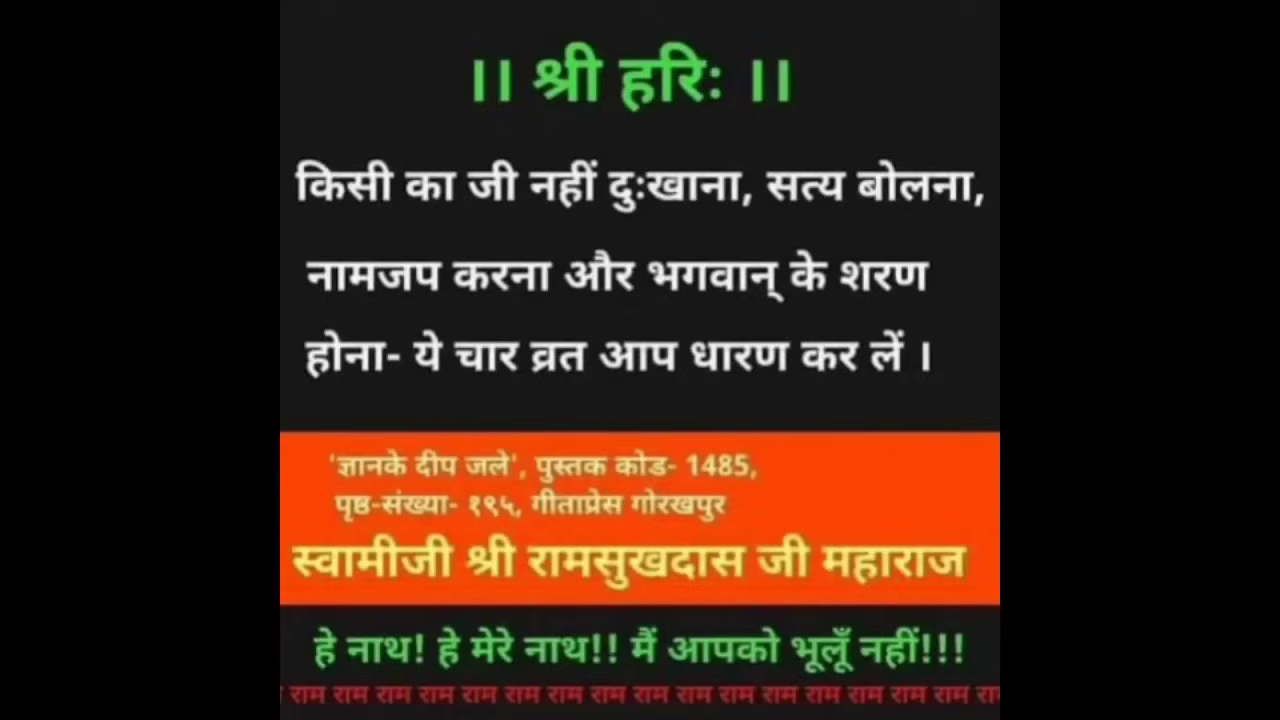 ।। श्री हरिः ।।
किसी का जी नहीं दुःखाना, सत्य बोलना,
नामजप करना और भगवान् के शरण
होना- ये चार व्रत आप धारण कर लें ।
'ज्ञानके दीप जले', पुस्तक कोड- 1485,
पृष्ठ-संख्या- १९५, गीताप्रेस गोरखपुर
स्वामीजी श्री रामसुखदास जी महाराज
हे नाथ! हे मेरे नाथ!! मैं आपको भूलूँ नहीं!!!
राम राम राम राम राम राम राम राम राम राम राम राम राम राम राम राम रा